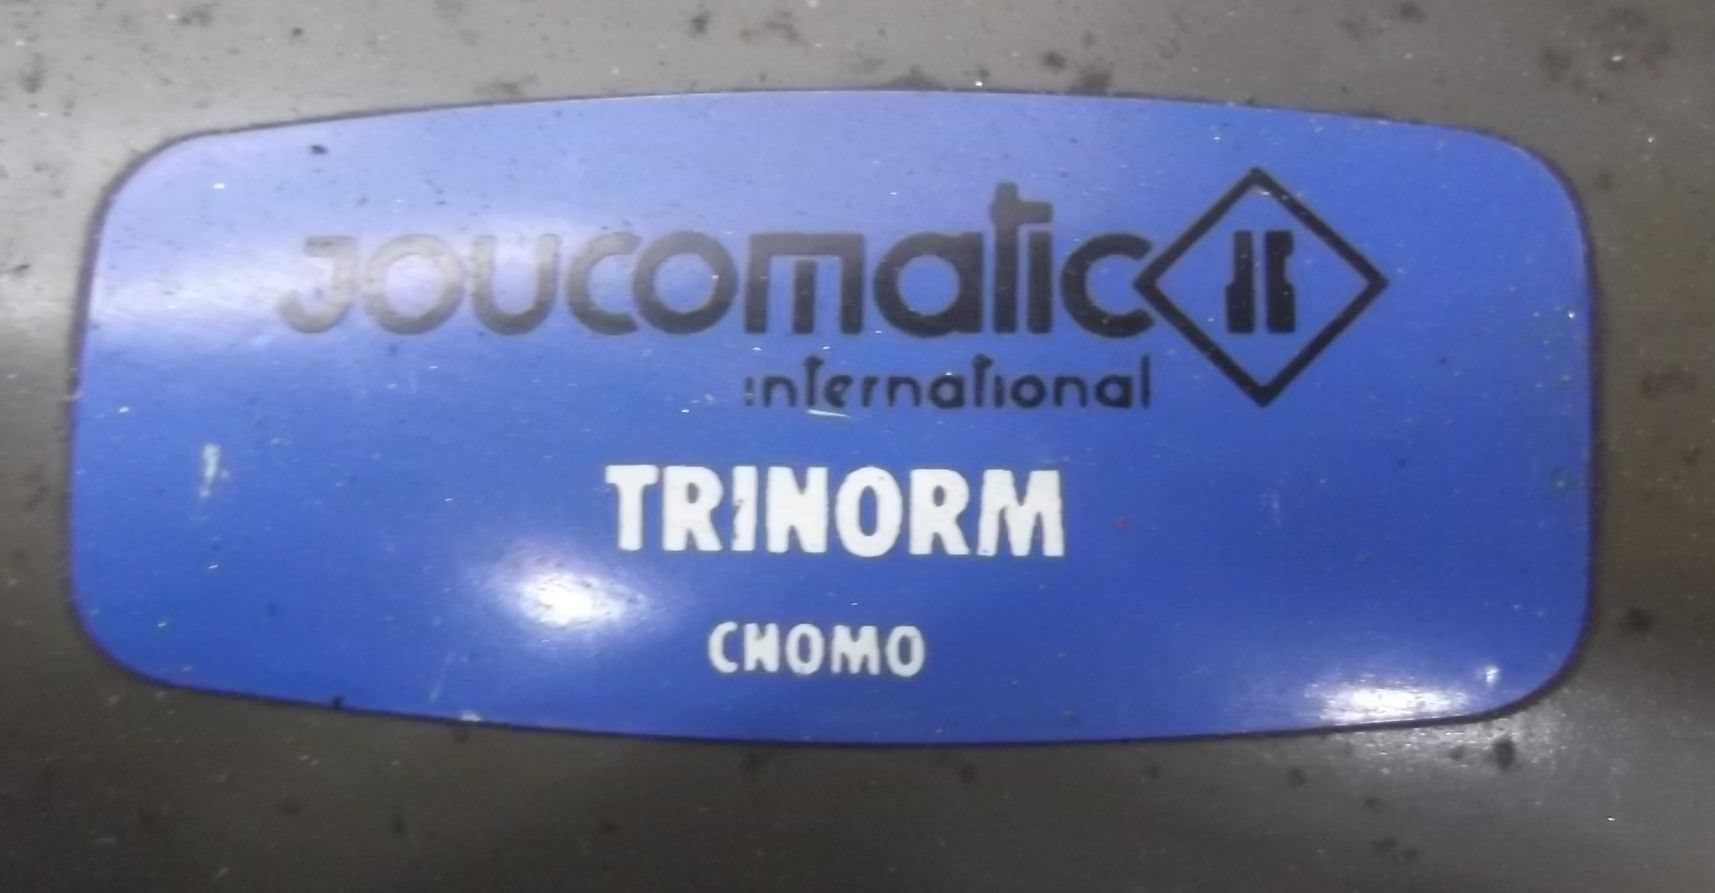 JOUCOMATIC
international
TRINORM
CNOMO